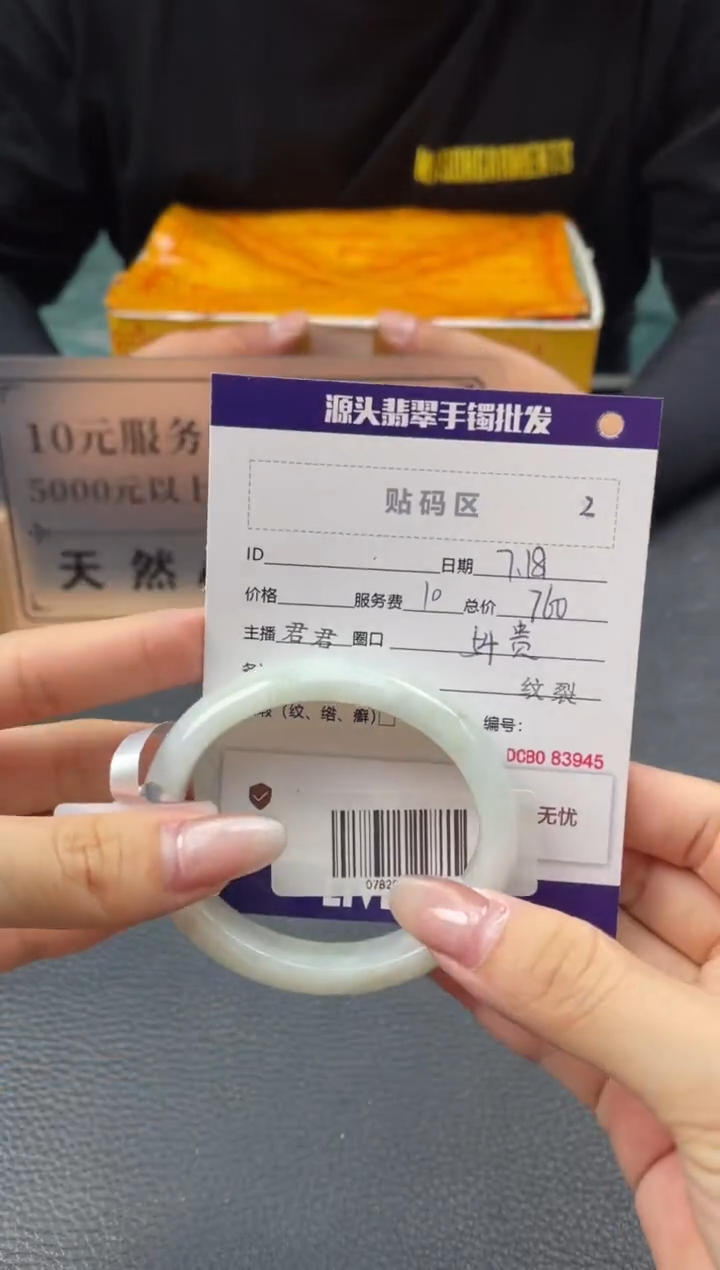 10元服务
5000元以上
天然
源头翡翠手镯批发
贴码区 2
ID 日期 7.18
价格 服务费 10 总价 760
主播 君君 圈口 贵
纹裂
(纹、绺、癣)□ 编号:
DCB0 83945
无忧
0782